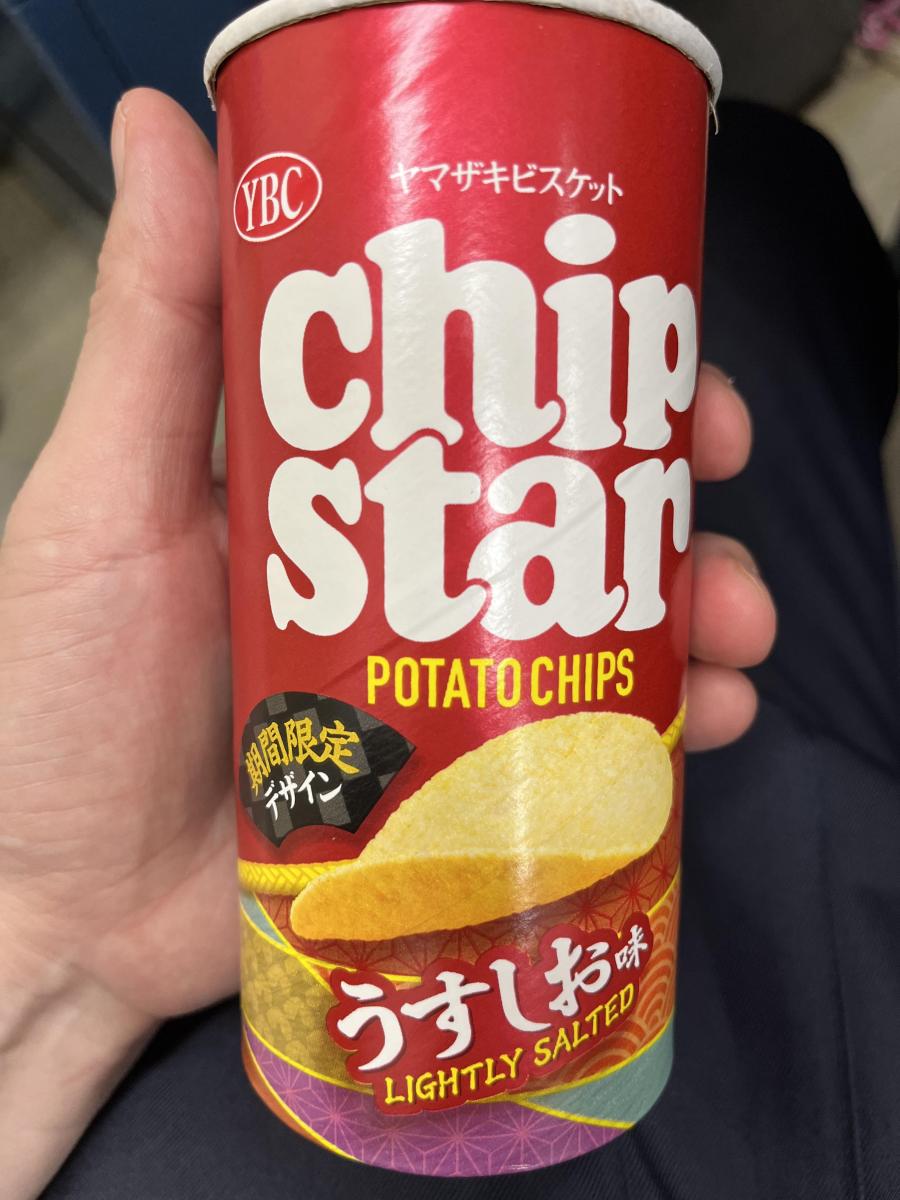 YBC
ヤマザキビスケット
chip
star
POTATO CHIPS
期間限定
デザイン
うすしお味
LIGHTLY SALTED